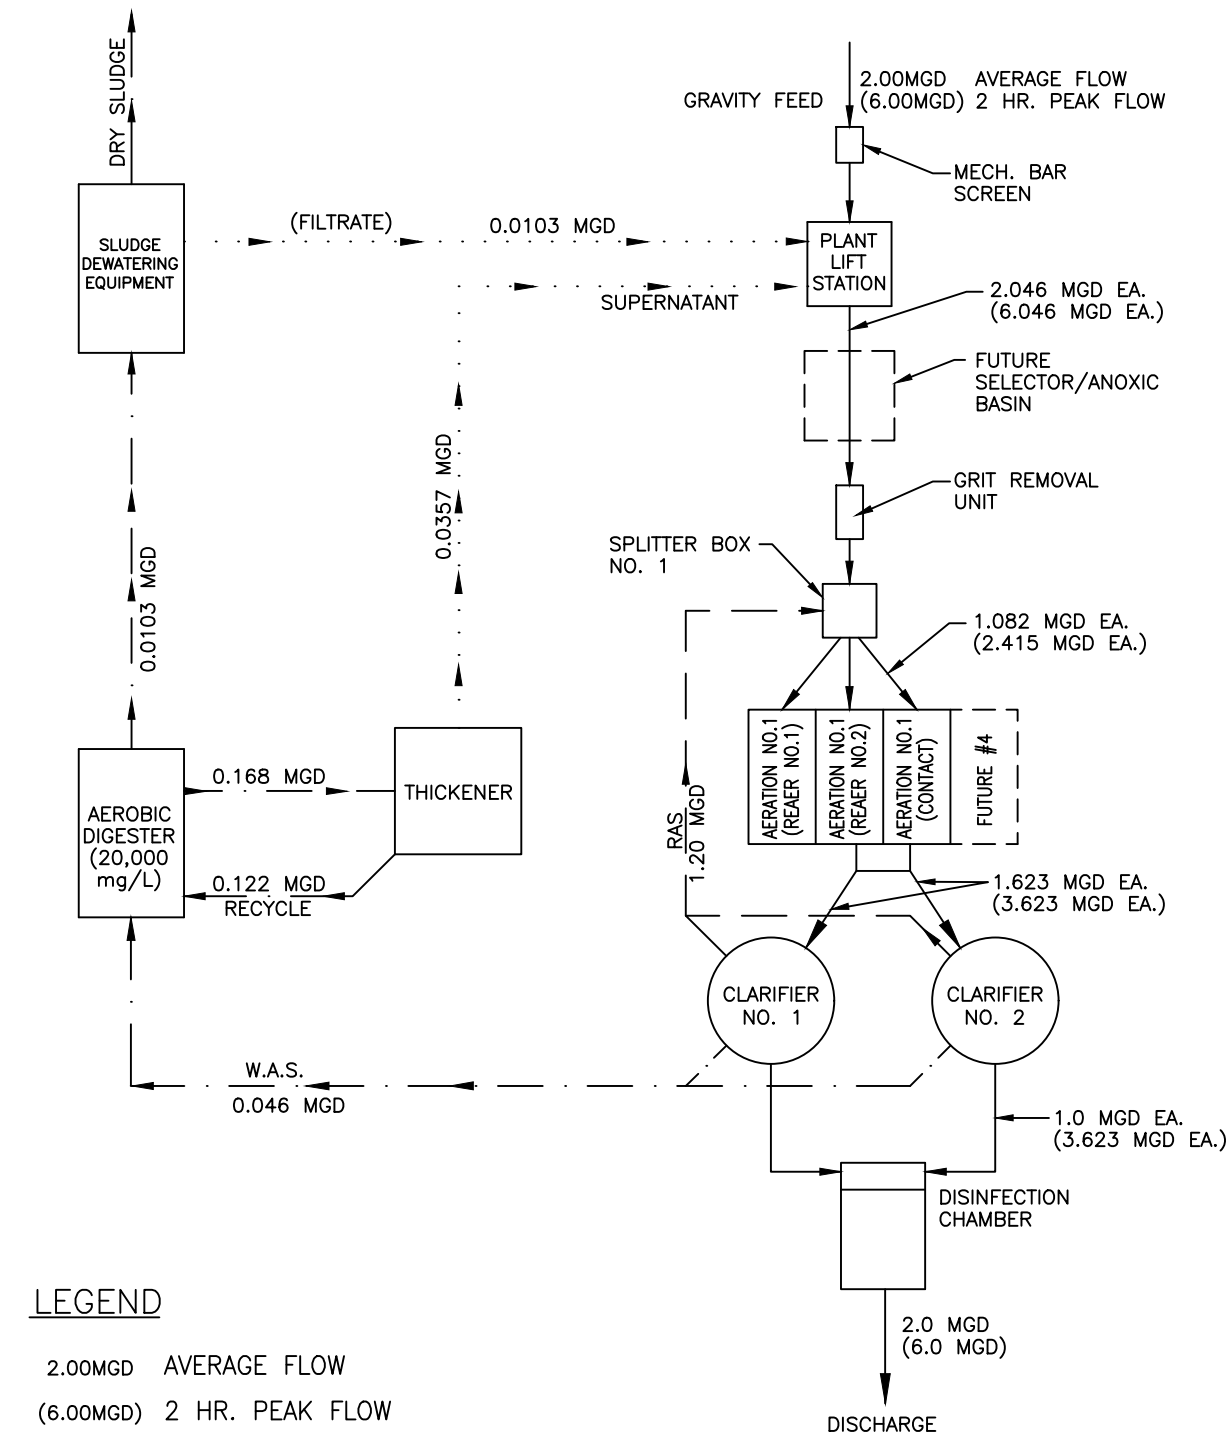 DRY SLUDGE
2.00MGD AVERAGE FLOW
GRAVITY FEED (6.00MGD) 2 HR. PEAK FLOW
MECH. BAR
SCREEN
SLUDGE
DEWATERING
EQUIPMENT
(FILTRATE)
0.0103 MGD
PLANT
LIFT
STATION
SUPERNATANT
2.046 MGD EA.
(6.046 MGD EA.)
FUTURE
SELECTOR/ANOXIC
BASIN
0.0357 MGD
GRIT REMOVAL
UNIT
SPLITTER BOX
NO. 1
0.0103 MGD
1.082 MGD EA.
(2.415 MGD EA.)
AERATION NO.1
(REAER NO.1)
AERATION NO.1
(REAER NO.2)
AERATION NO.1
(CONTACT)
FUTURE #4
AEROBIC
DIGESTER
(20,000
mg/L)
0.168 MGD
THICKENER
0.122 MGD
RECYCLE
RAS
1.20 MGD
1.623 MGD EA.
(3.623 MGD EA.)
CLARIFIER
NO. 1
CLARIFIER
NO. 2
W.A.S.
0.046 MGD
1.0 MGD EA.
(3.623 MGD EA.)
DISINFECTION
CHAMBER
2.0 MGD
(6.0 MGD)
DISCHARGE
LEGEND
2.00MGD AVERAGE FLOW
(6.00MGD) 2 HR. PEAK FLOW